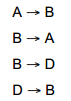 A → B
B → A
B → D
D → B